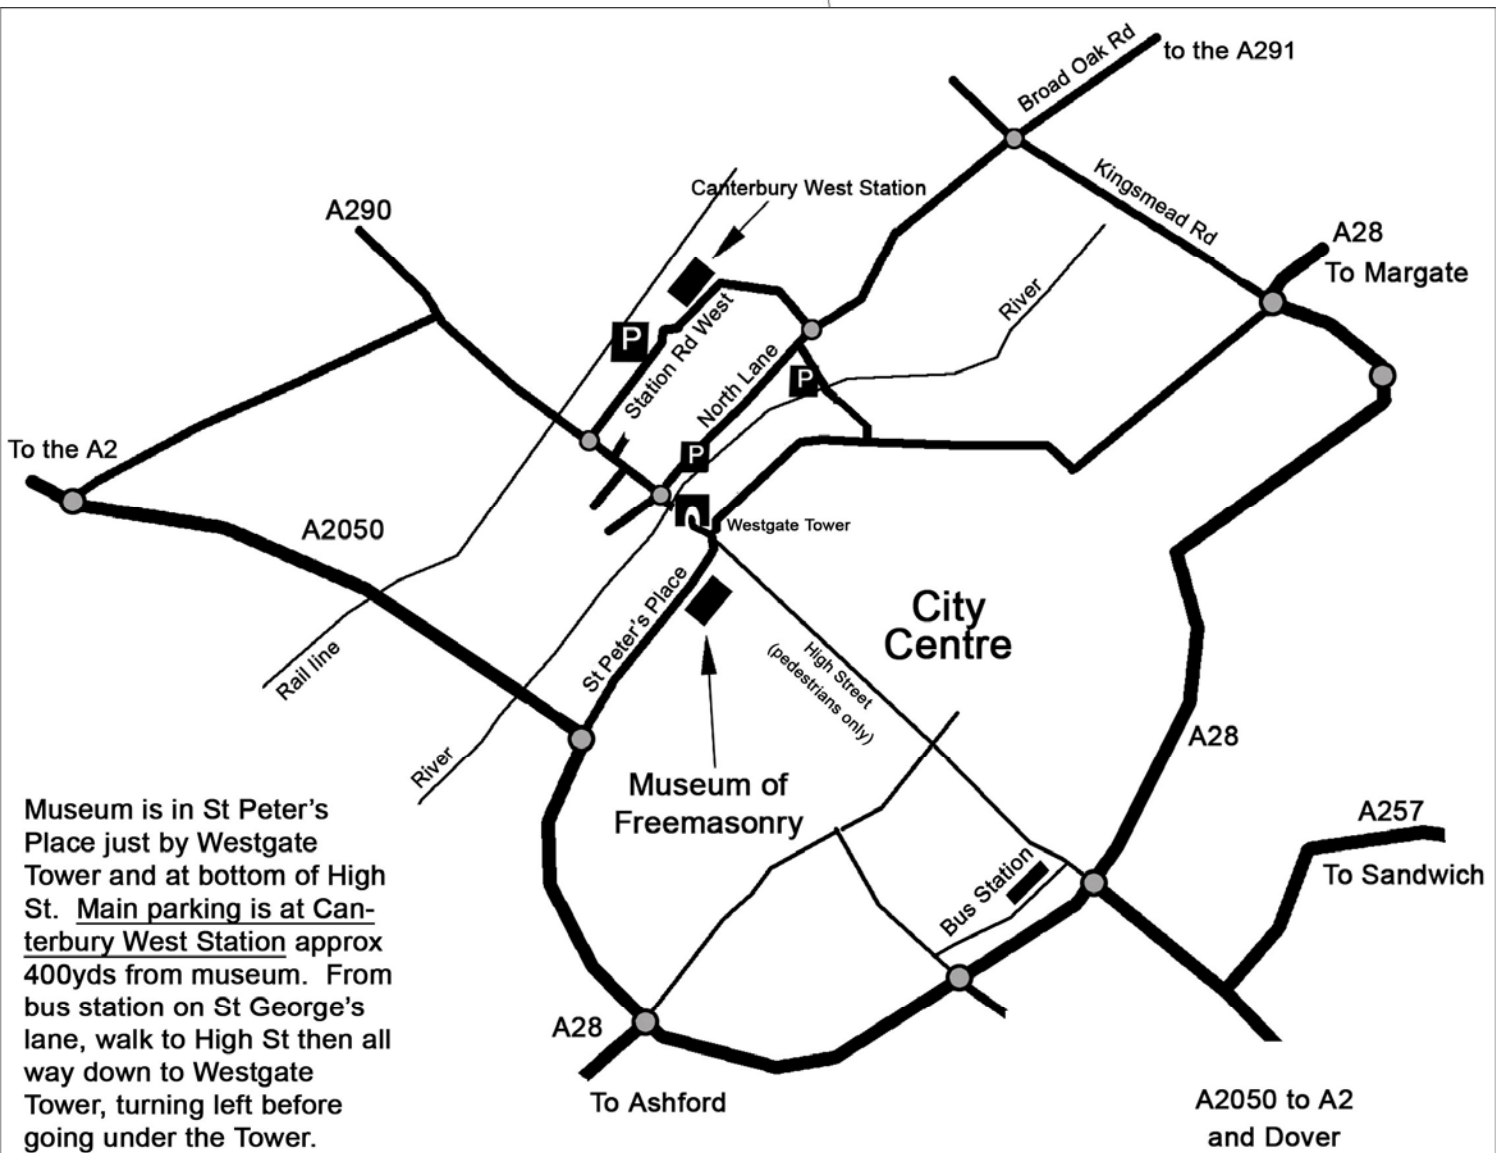 Broad Oak Rd
to the A291
Canterbury West Station
Kingsmead Rd
A290
A28
To Margate
River
P
Station Rd West
North Lane
P
P
To the A2
A2050
Westgate Tower
City
Centre
St Peter's Place
Rail line
High Street
(pedestrians only)
A28
River
Museum of
Freemasonry
A257
To Sandwich
Bus Station
A28
To Ashford
A2050 to A2
and Dover
Museum is in St Peter's
Place just by Westgate
Tower and at bottom of High
St. Main parking is at Can-
terbury West Station approx
400yds from museum. From
bus station on St George's
lane, walk to High St then all
way down to Westgate
Tower, turning left before
going under the Tower.